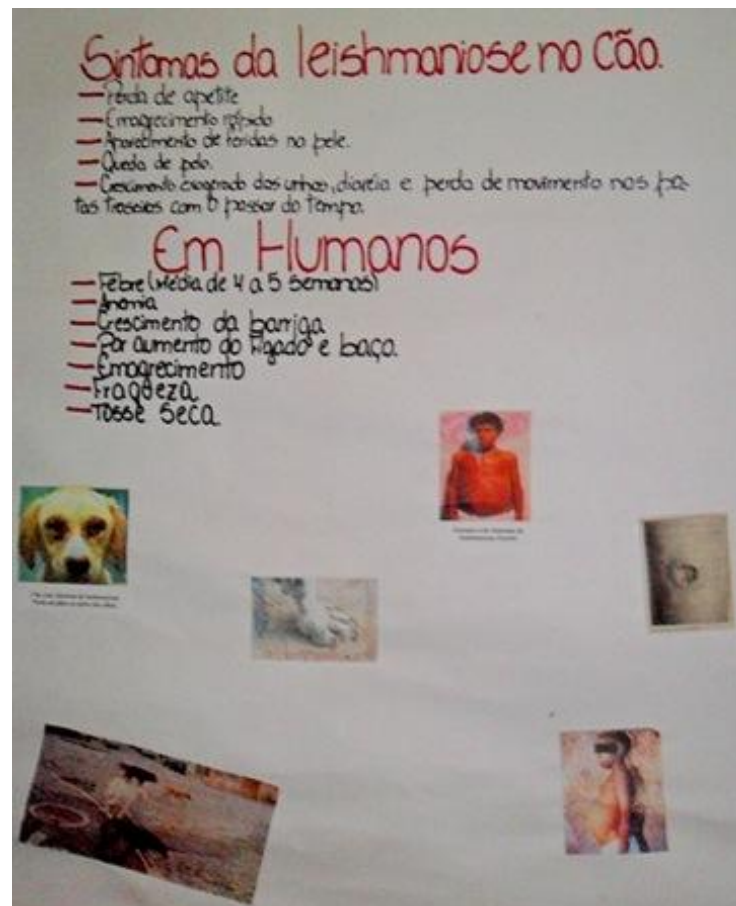 Sintomas da leishmaniose no Cão.
— Perda de apetite
— Emagrecimento rápido
— Aparecimento de feridas na pele.
— Queda de pelo.
— Crescimento exagerado das unhas, diareia e perda de movimento nas pa-
tas traseias com o passar do tempo.
Em Humanos
— Febre (Média de 4 a 5 semanas)
— Anemia
— Crescimento da barriga
— Por aumento do fígado e baço.
— Emagrecimento
— Fraqueza
— Tosse seca